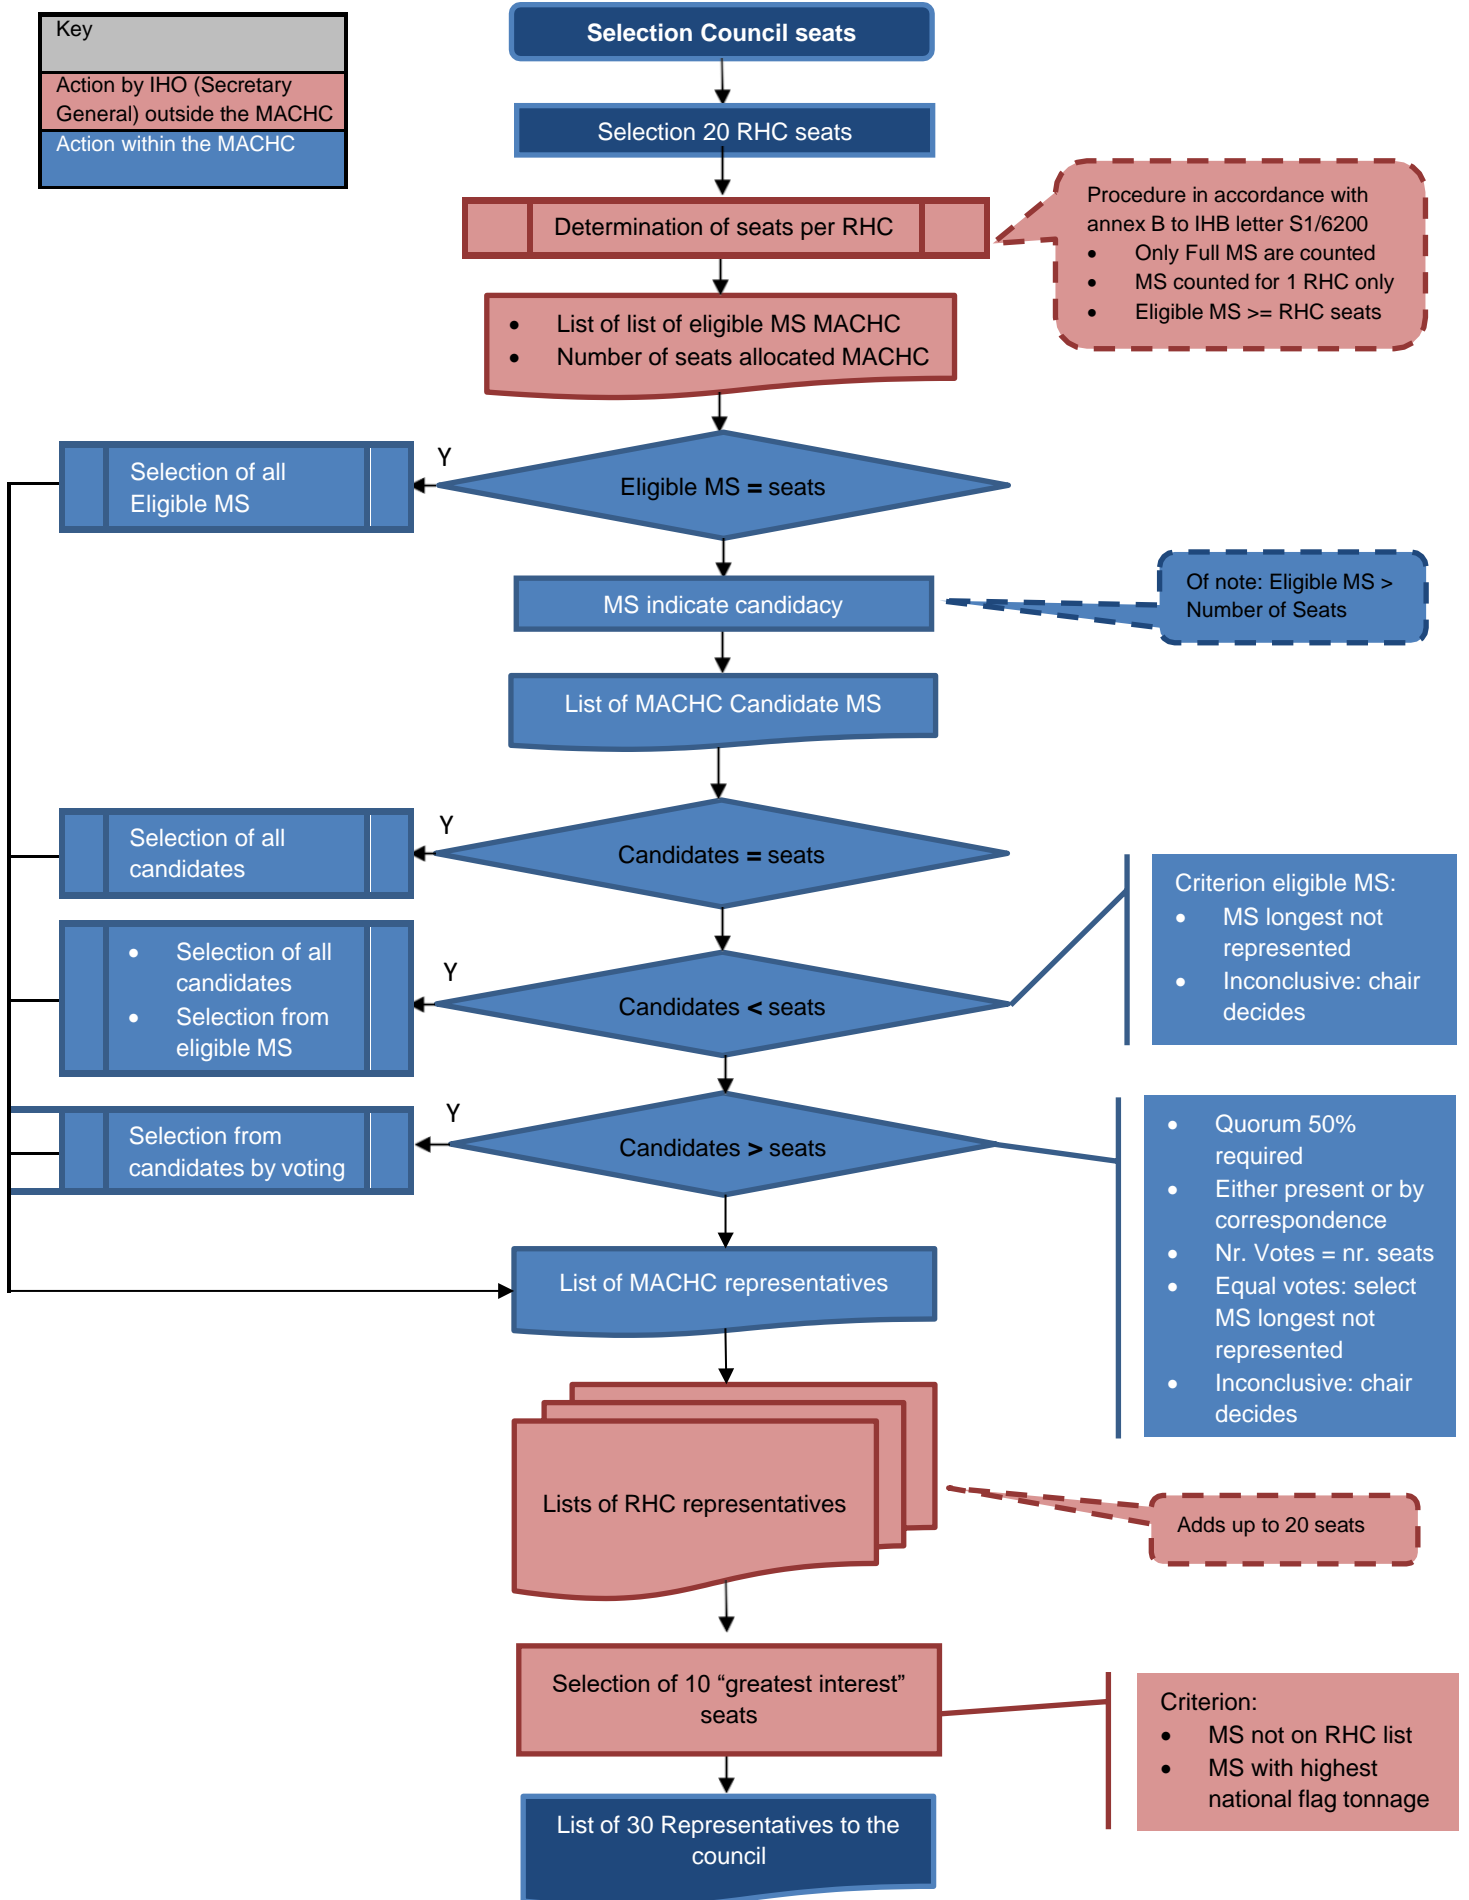 Key
Action by IHO (Secretary
General) outside the MACHC
Action within the MACHC
Selection Council seats
Selection 20 RHC seats
Determination of seats per RHC
Procedure in accordance with
annex B to IHB letter S1/6200
• Only Full MS are counted
• MS counted for 1 RHC only
• Eligible MS >= RHC seats
• List of list of eligible MS MACHC
• Number of seats allocated MACHC
Eligible MS = seats
Y
Selection of all
Eligible MS
MS indicate candidacy
Of note: Eligible MS >
Number of Seats
List of MACHC Candidate MS
Candidates = seats
Y
Selection of all
candidates
Candidates < seats
Y
• Selection of all
candidates
• Selection from
eligible MS
Criterion eligible MS:
• MS longest not
represented
• Inconclusive: chair
decides
Candidates > seats
Y
Selection from
candidates by voting
• Quorum 50%
required
• Either present or by
correspondence
• Nr. Votes = nr. seats
• Equal votes: select
MS longest not
represented
• Inconclusive: chair
decides
List of MACHC representatives
Lists of RHC representatives
Adds up to 20 seats
Selection of 10 “greatest interest”
seats
Criterion:
• MS not on RHC list
• MS with highest
national flag tonnage
List of 30 Representatives to the
council